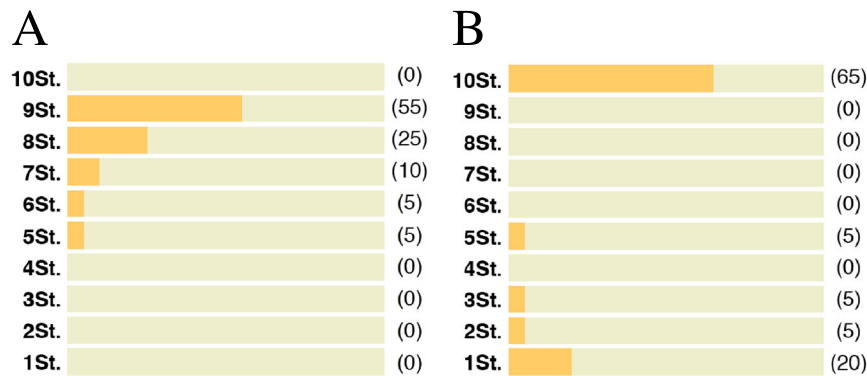 A
10St. (0)
9St. (55)
8St. (25)
7St. (10)
6St. (5)
5St. (5)
4St. (0)
3St. (0)
2St. (0)
1St. (0)
B
10St. (65)
9St. (0)
8St. (0)
7St. (0)
6St. (0)
5St. (5)
4St. (0)
3St. (5)
2St. (5)
1St. (20)